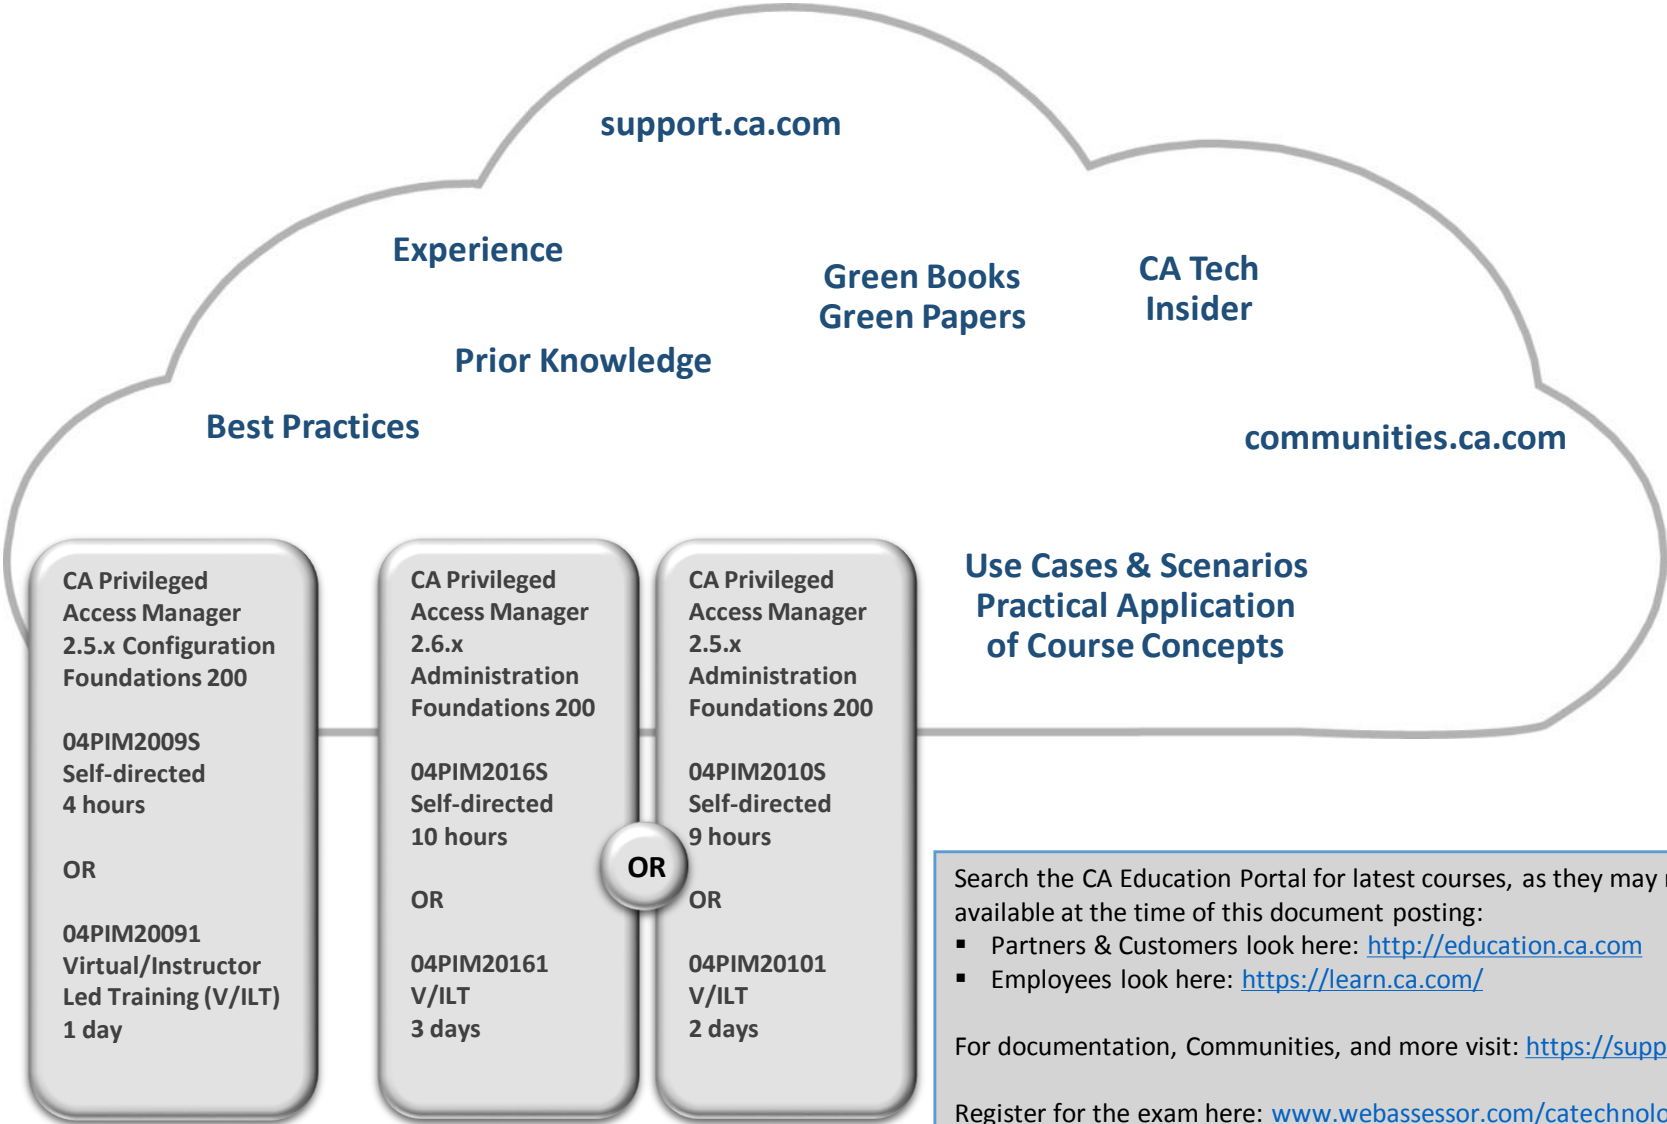 support.ca.com
Experience
Green Books
Green Papers
CA Tech
Insider
Prior Knowledge
Best Practices
communities.ca.com
Use Cases & Scenarios
Practical Application
of Course Concepts
CA Privileged
Access Manager
2.5.x Configuration
Foundations 200
04PIM2009S
Self-directed
4 hours
OR
04PIM20091
Virtual/Instructor
Led Training (V/ILT)
1 day
CA Privileged
Access Manager
2.6.x
Administration
Foundations 200
04PIM2016S
Self-directed
10 hours
OR
04PIM20161
V/ILT
3 days
OR
CA Privileged
Access Manager
2.5.x
Administration
Foundations 200
04PIM2010S
Self-directed
9 hours
OR
04PIM20101
V/ILT
2 days
Search the CA Education Portal for latest courses, as they may
available at the time of this document posting:
▪ Partners & Customers look here: http://education.ca.com
▪ Employees look here: https://learn.ca.com/
For documentation, Communities, and more visit: https://supp
Register for the exam here: www.webassessor.com/catechnolo